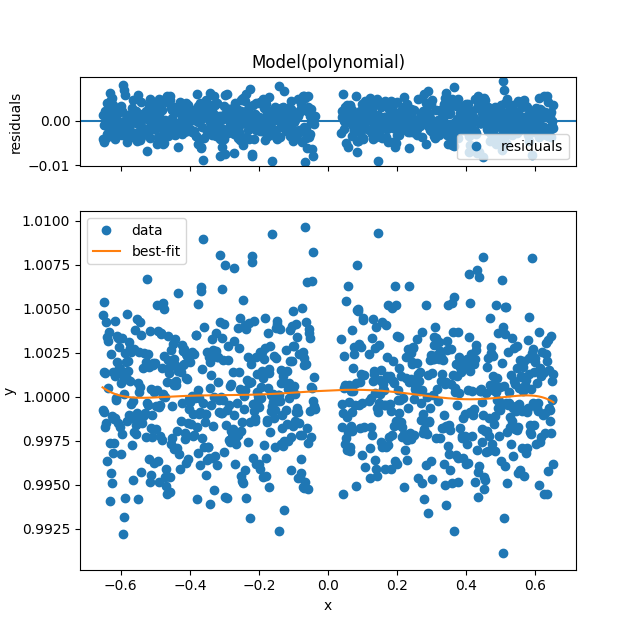 Model(polynomial)
residuals
0.00
−0.01
residuals
1.0100
1.0075
1.0050
1.0025
1.0000
0.9975
0.9950
0.9925
y
data
best-fit
−0.6 −0.4 −0.2 0.0 0.2 0.4 0.6
x